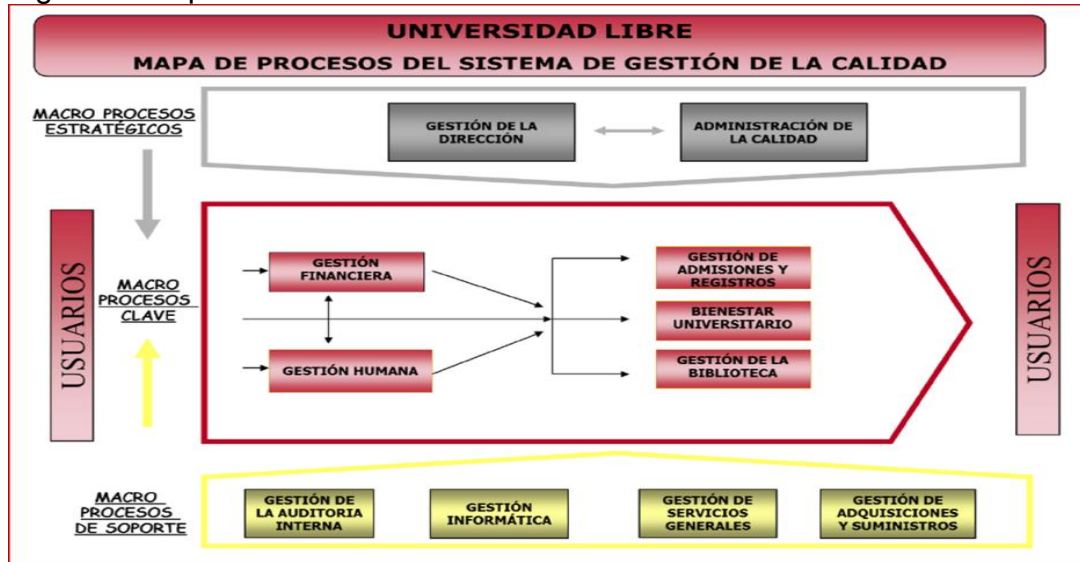 UNIVERSIDAD LIBRE
MAPA DE PROCESOS DEL SISTEMA DE GESTIÓN DE LA CALIDAD
MACRO PROCESOS
ESTRATÉGICOS
GESTIÓN DE LA
DIRECCIÓN
ADMINISTRACIÓN DE
LA CALIDAD
USUARIOS
MACRO
PROCESOS
CLAVE
GESTIÓN
FINANCIERA
GESTIÓN HUMANA
GESTIÓN DE
ADMISIONES Y
REGISTROS
BIENESTAR
UNIVERSITARIO
GESTIÓN DE LA
BIBLIOTECA
USUARIOS
MACRO
PROCESOS
DE SOPORTE
GESTIÓN DE
LA AUDITORIA
INTERNA
GESTIÓN
INFORMÁTICA
GESTIÓN DE
SERVICIOS
GENERALES
GESTIÓN DE
ADQUISICIONES
Y SUMINISTROS